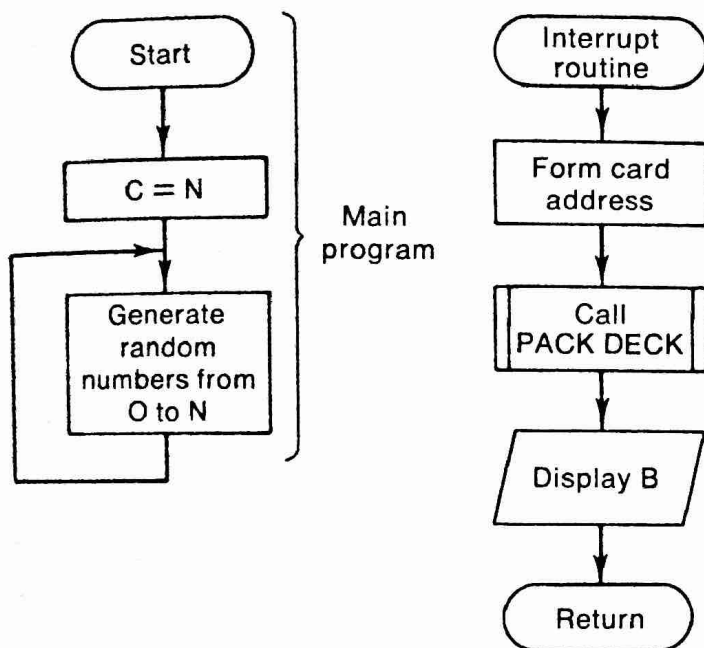 Start
C = N
Generate
random
numbers from
O to N
Main
program
Interrupt
routine
Form card
address
Call
PACK DECK
Display B
Return